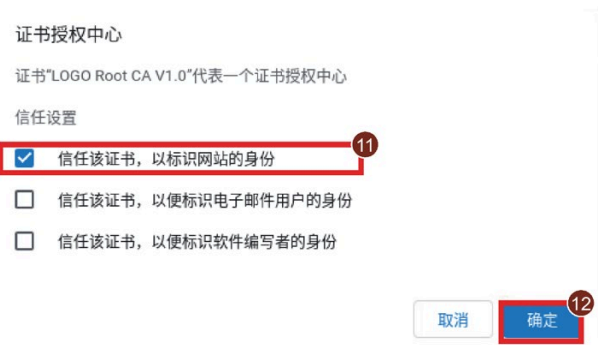 证书授权中心
证书"LOGO Root CA V1.0"代表一个证书授权中心
信任设置
11
信任该证书，以标识网站的身份
信任该证书，以便标识电子邮件用户的身份
信任该证书，以便标识软件编写者的身份
12
取消 确定